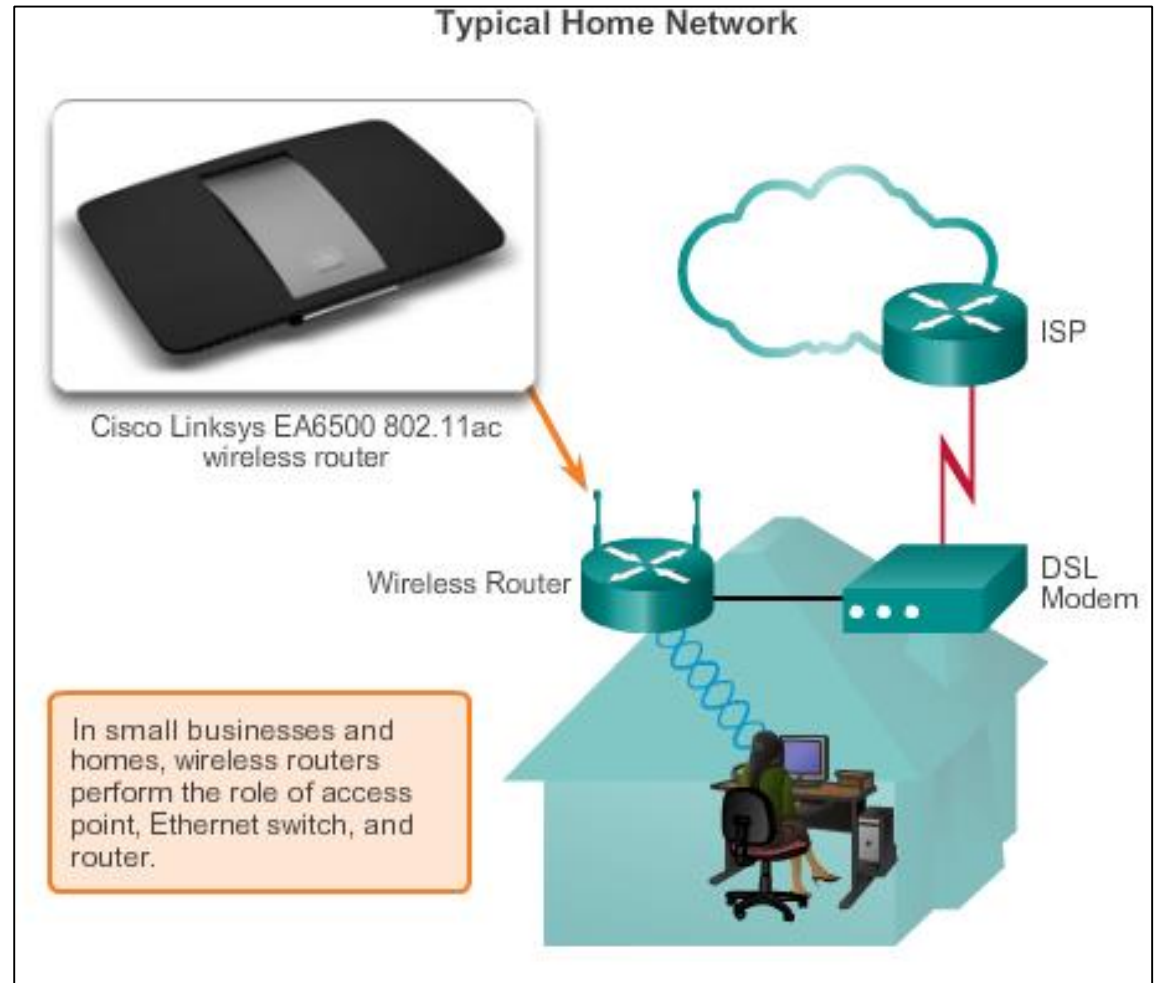 Typical Home Network
Cisco Linksys EA6500 802.11ac
wireless router
ISP
Wireless Router
DSL
Modem
In small businesses and
homes, wireless routers
perform the role of access
point, Ethernet switch, and
router.